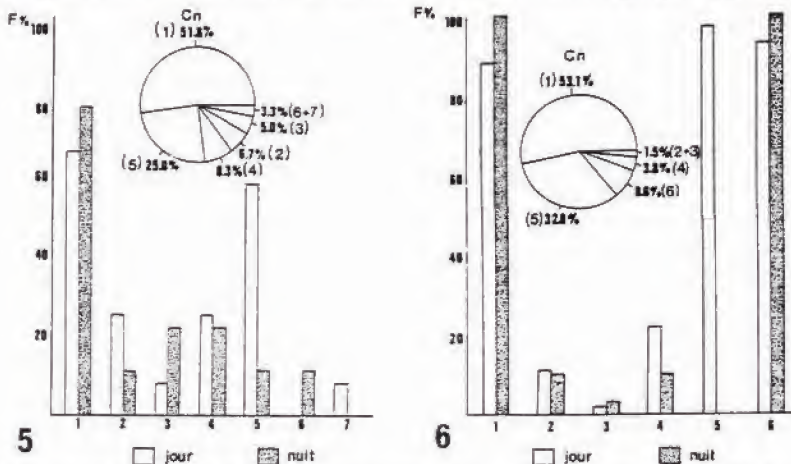 F%
100
80
60
40
20
Cn
(1) 51.8%
3.3%(6+7)
5.0%(3)
6.7%(2)
8.3%(4)
(5) 25.0%
1 2 3 4 5 6 7
5
jour nuit
F%
100%
80
60
40
20
Cn
(1) 53.1%
1.5%(2+3)
3.8%(4)
8.6%(6)
(5) 32.8%
1 2 3 4 5 6
6
jour nuit